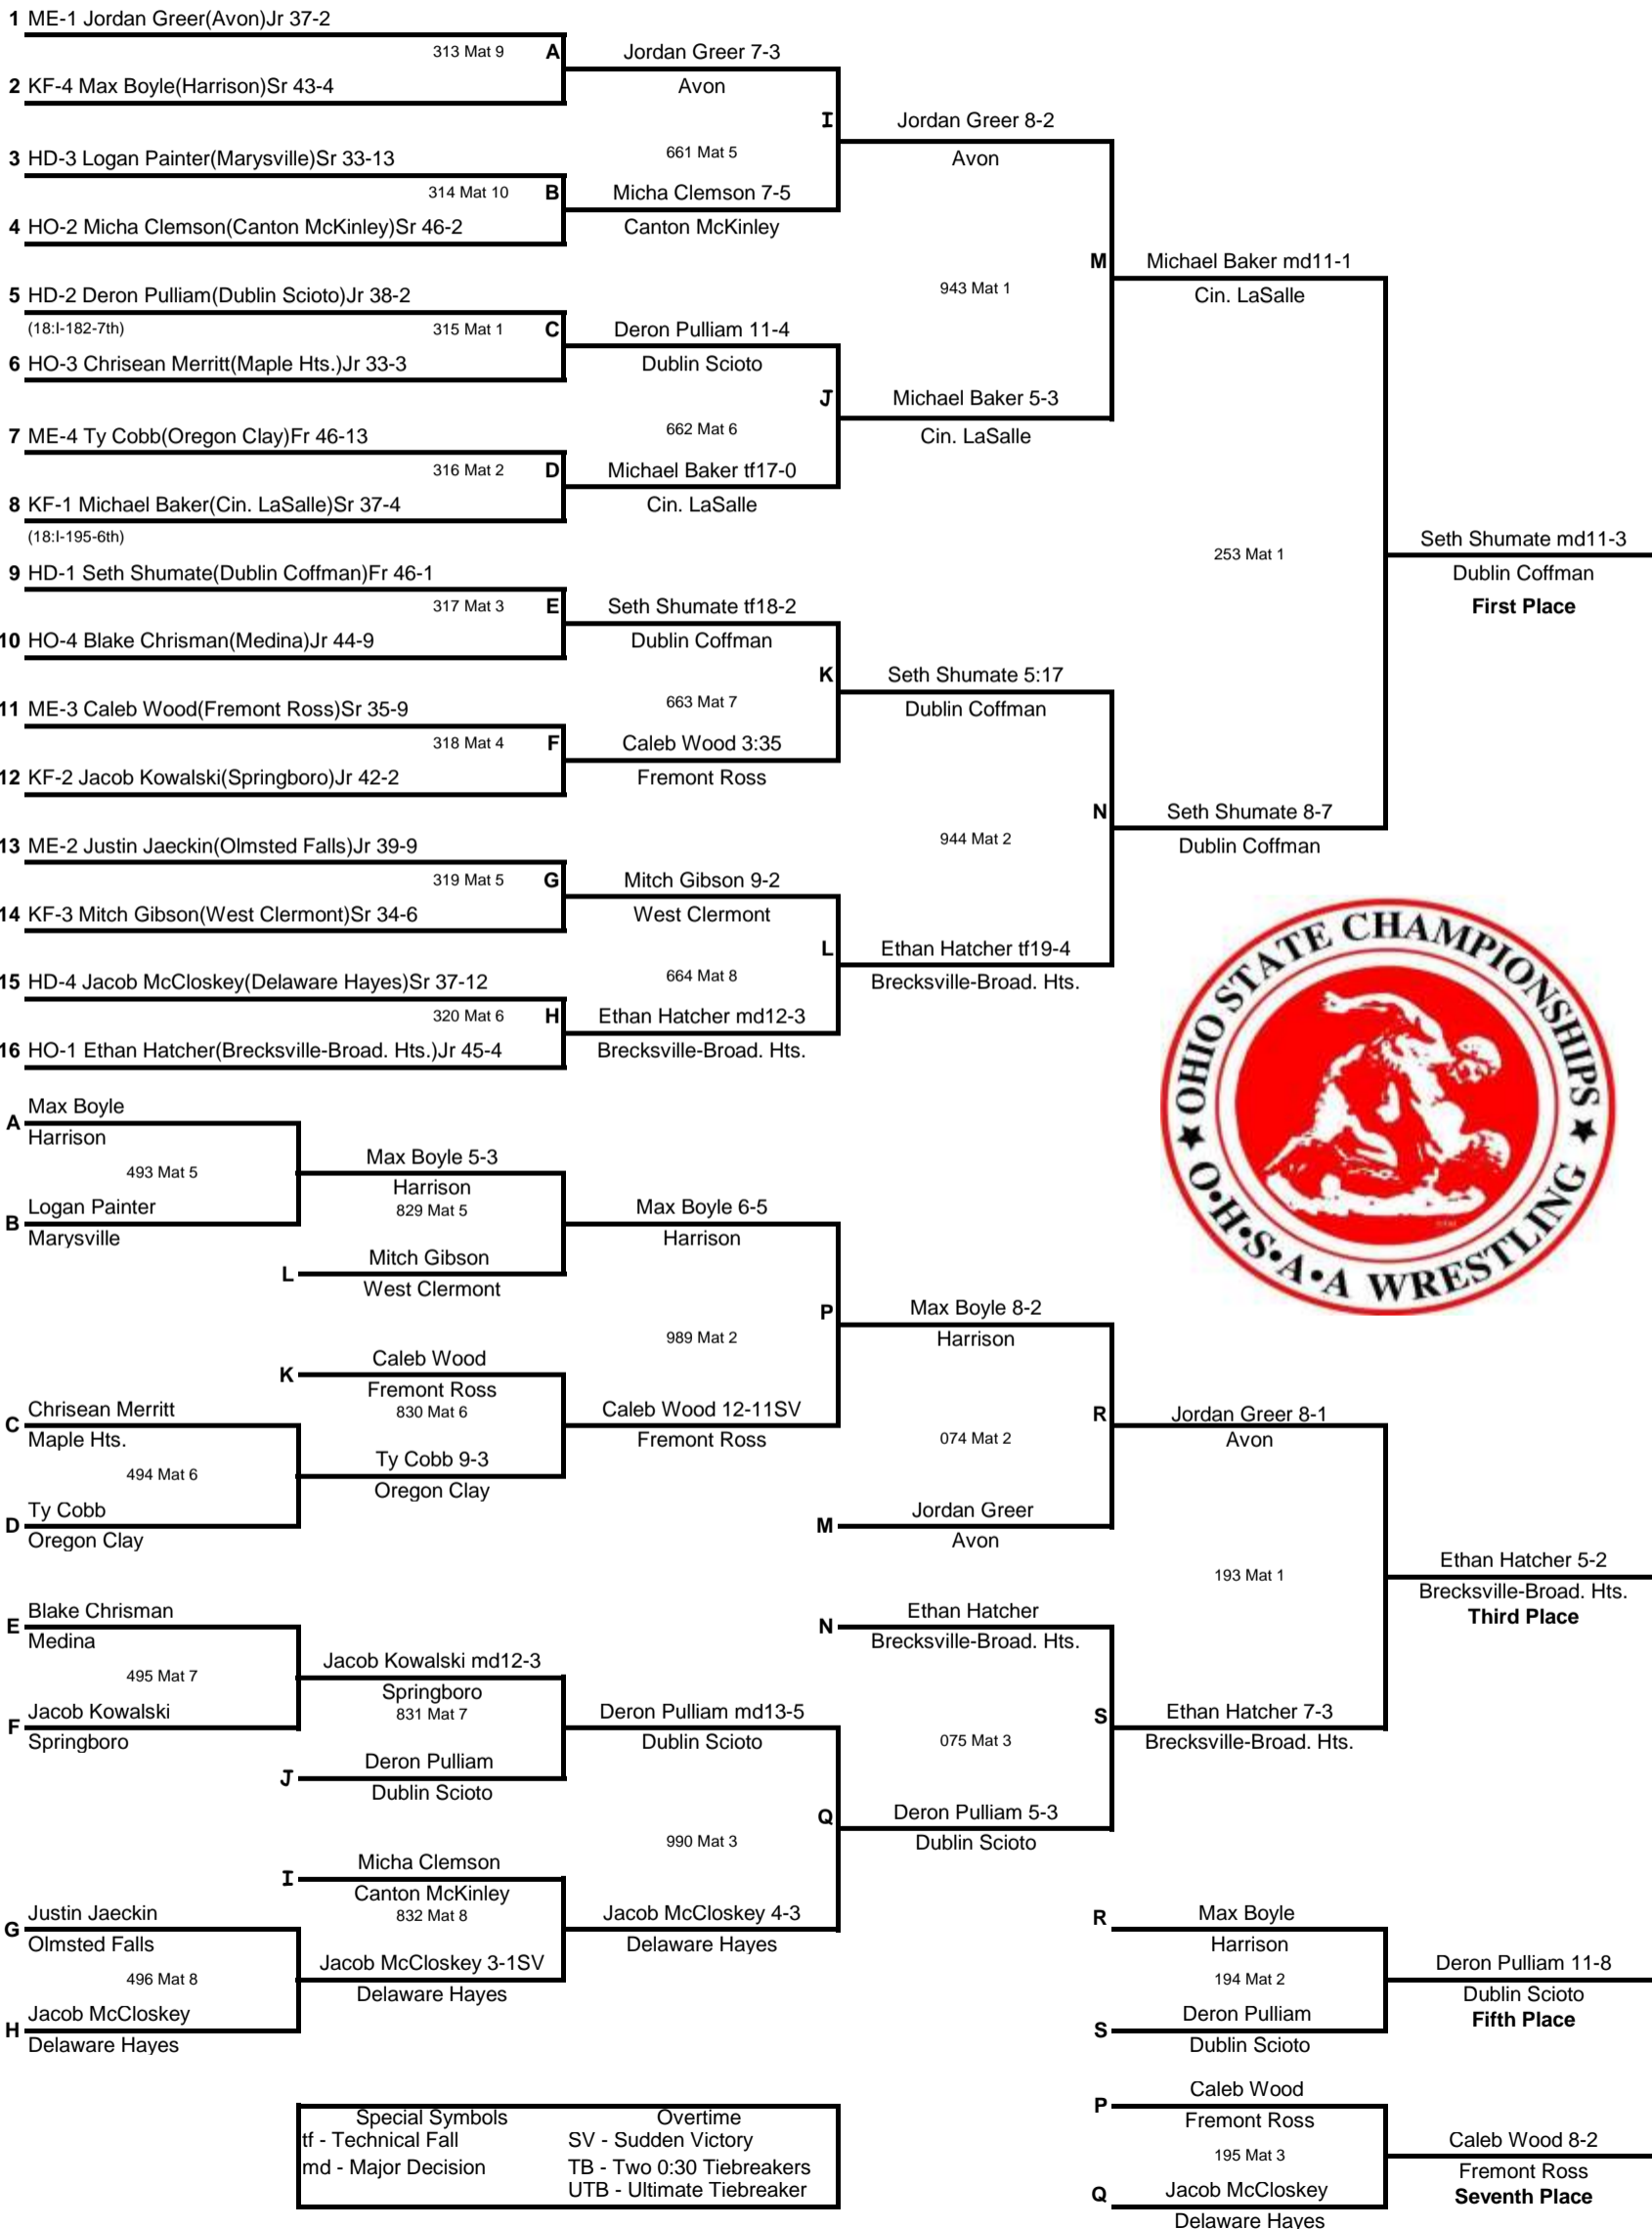 1 ME-1 Jordan Greer(Avon)Jr 37-2
313 Mat 9 A
2 KF-4 Max Boyle(Harrison)Sr 43-4
Jordan Greer 7-3
Avon
3 HD-3 Logan Painter(Marysville)Sr 33-13
314 Mat 10 B
4 HO-2 Micha Clemson(Canton McKinley)Sr 46-2
661 Mat 5
I
Micha Clemson 7-5
Canton McKinley
Jordan Greer 8-2
Avon
5 HD-2 Deron Pulliam(Dublin Scioto)Jr 38-2
(18:I-182-7th)
315 Mat 1 C
6 HO-3 Chrisean Merritt(Maple Hts.)Jr 33-3
Deron Pulliam 11-4
Dublin Scioto
7 ME-4 Ty Cobb(Oregon Clay)Fr 46-13
316 Mat 2 D
8 KF-1 Michael Baker(Cin. LaSalle)Sr 37-4
(18:I-195-6th)
662 Mat 6
J
Michael Baker tf17-0
Cin. LaSalle
Michael Baker 5-3
Cin. LaSalle
943 Mat 1
M
Michael Baker md11-1
Cin. LaSalle
9 HD-1 Seth Shumate(Dublin Coffman)Fr 46-1
317 Mat 3 E
10 HO-4 Blake Chrisman(Medina)Jr 44-9
Seth Shumate tf18-2
Dublin Coffman
11 ME-3 Caleb Wood(Fremont Ross)Sr 35-9
318 Mat 4 F
12 KF-2 Jacob Kowalski(Springboro)Jr 42-2
663 Mat 7
K
Caleb Wood 3:35
Fremont Ross
Seth Shumate 5:17
Dublin Coffman
13 ME-2 Justin Jaeckin(Olmsted Falls)Jr 39-9
319 Mat 5 G
14 KF-3 Mitch Gibson(West Clermont)Sr 34-6
Mitch Gibson 9-2
West Clermont
15 HD-4 Jacob McCloskey(Delaware Hayes)Sr 37-12
320 Mat 6 H
16 HO-1 Ethan Hatcher(Brecksville-Broad. Hts.)Jr 45-4
664 Mat 8
L
Ethan Hatcher md12-3
Brecksville-Broad. Hts.
Ethan Hatcher tf19-4
Brecksville-Broad. Hts.
944 Mat 2
N
Seth Shumate 8-7
Dublin Coffman
253 Mat 1
Seth Shumate md11-3
Dublin Coffman
First Place
OHIO STATE CHAMPIONSHIPS
O•H•S•A•A WRESTLING
A
Max Boyle
Harrison
493 Mat 5
B
Logan Painter
Marysville
Max Boyle 5-3
Harrison
829 Mat 5
L
Mitch Gibson
West Clermont
Max Boyle 6-5
Harrison
K
Caleb Wood
Fremont Ross
830 Mat 6
C
Chrisean Merritt
Maple Hts.
494 Mat 6
D
Ty Cobb
Oregon Clay
Ty Cobb 9-3
Oregon Clay
Caleb Wood 12-11SV
Fremont Ross
989 Mat 2
P
Max Boyle 8-2
Harrison
074 Mat 2
R
M
Jordan Greer
Avon
Jordan Greer 8-1
Avon
E
Blake Chrisman
Medina
495 Mat 7
F
Jacob Kowalski
Springboro
Jacob Kowalski md12-3
Springboro
831 Mat 7
J
Deron Pulliam
Dublin Scioto
Deron Pulliam md13-5
Dublin Scioto
I
Micha Clemson
Canton McKinley
832 Mat 8
G
Justin Jaeckin
Olmsted Falls
496 Mat 8
H
Jacob McCloskey
Delaware Hayes
Jacob McCloskey 3-1SV
Delaware Hayes
Jacob McCloskey 4-3
Delaware Hayes
990 Mat 3
Q
Deron Pulliam 5-3
Dublin Scioto
N
Ethan Hatcher
Brecksville-Broad. Hts.
075 Mat 3
S
Ethan Hatcher 7-3
Brecksville-Broad. Hts.
193 Mat 1
Ethan Hatcher 5-2
Brecksville-Broad. Hts.
Third Place
R
Max Boyle
Harrison
194 Mat 2
S
Deron Pulliam
Dublin Scioto
Deron Pulliam 11-8
Dublin Scioto
Fifth Place
P
Caleb Wood
Fremont Ross
195 Mat 3
Q
Jacob McCloskey
Delaware Hayes
Caleb Wood 8-2
Fremont Ross
Seventh Place
Special Symbols Overtime
tf - Technical Fall SV - Sudden Victory
md - Major Decision TB - Two 0:30 Tiebreakers
UTB - Ultimate Tiebreaker